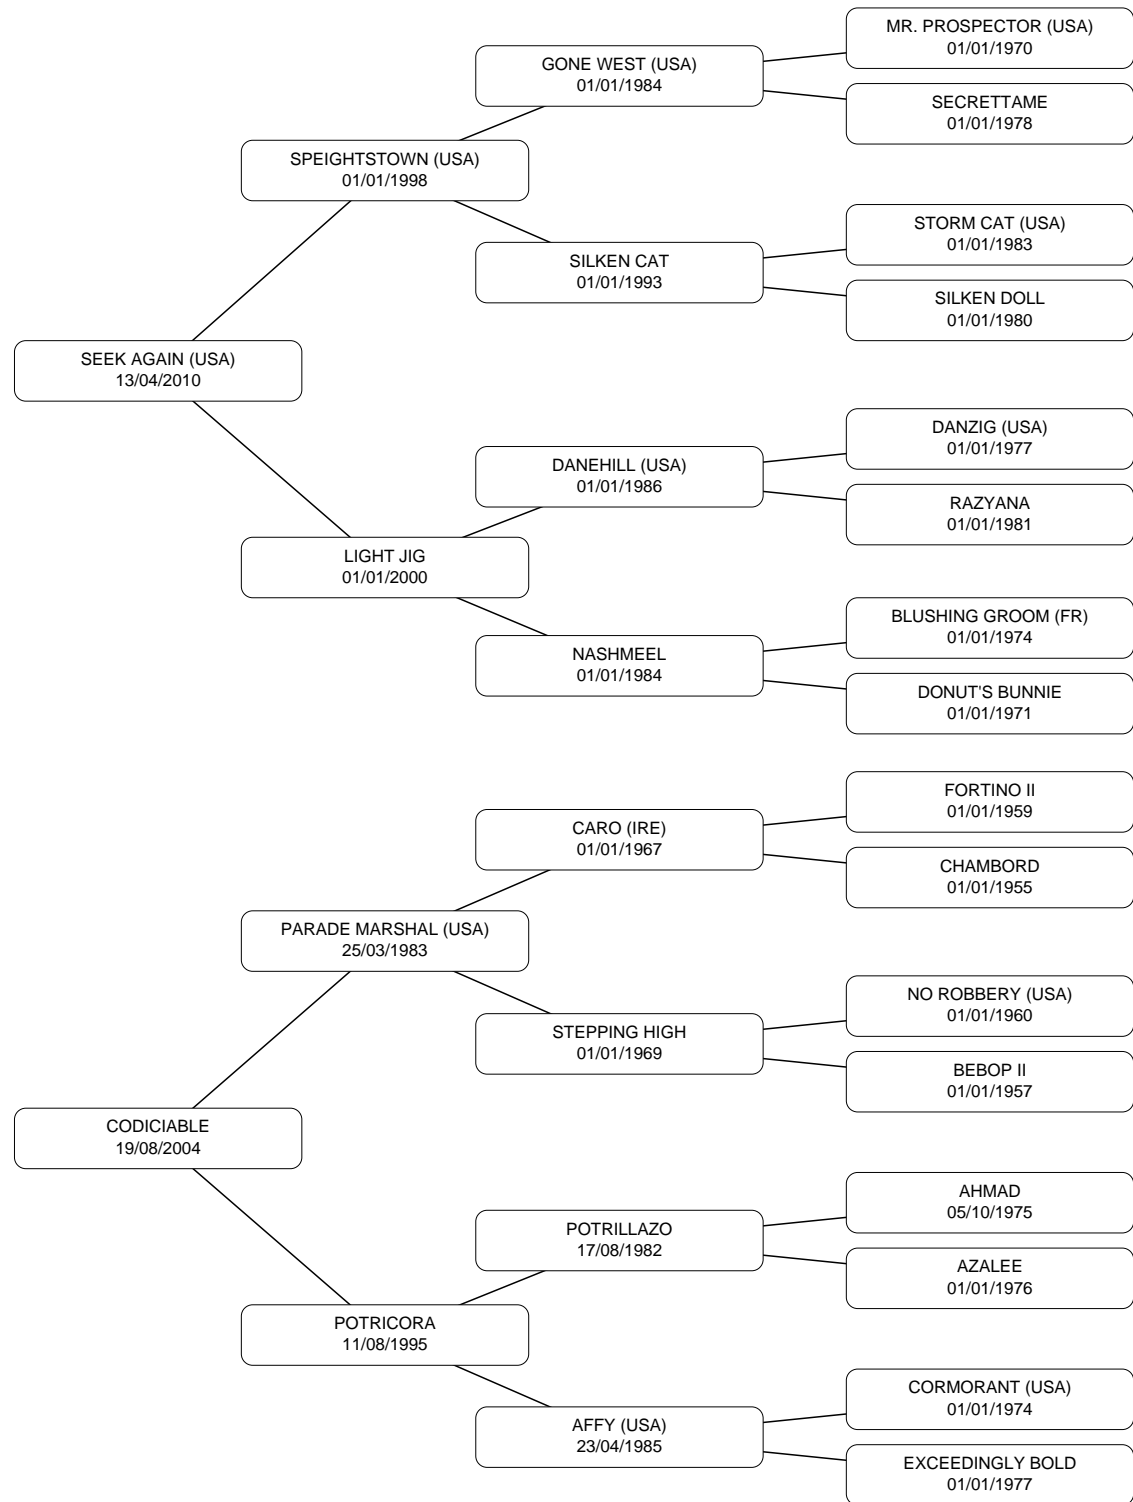 MR. PROSPECTOR (USA)
01/01/1970
GONE WEST (USA)
01/01/1984
SECRETTAME
01/01/1978
SPEIGHTSTOWN (USA)
01/01/1998
STORM CAT (USA)
01/01/1983
SILKEN CAT
01/01/1993
SILKEN DOLL
01/01/1980
SEEK AGAIN (USA)
13/04/2010
DANZIG (USA)
01/01/1977
DANEHILL (USA)
01/01/1986
RAZYANA
01/01/1981
LIGHT JIG
01/01/2000
BLUSHING GROOM (FR)
01/01/1974
NASHMEEL
01/01/1984
DONUT'S BUNNIE
01/01/1971
FORTINO II
01/01/1959
CARO (IRE)
01/01/1967
CHAMBORD
01/01/1955
PARADE MARSHAL (USA)
25/03/1983
NO ROBBERY (USA)
01/01/1960
STEPPING HIGH
01/01/1969
BEBOP II
01/01/1957
CODICIABLE
19/08/2004
AHMAD
05/10/1975
POTRILLAZO
17/08/1982
AZALEE
01/01/1976
POTRICORA
11/08/1995
CORMORANT (USA)
01/01/1974
AFFY (USA)
23/04/1985
EXCEEDINGLY BOLD
01/01/1977